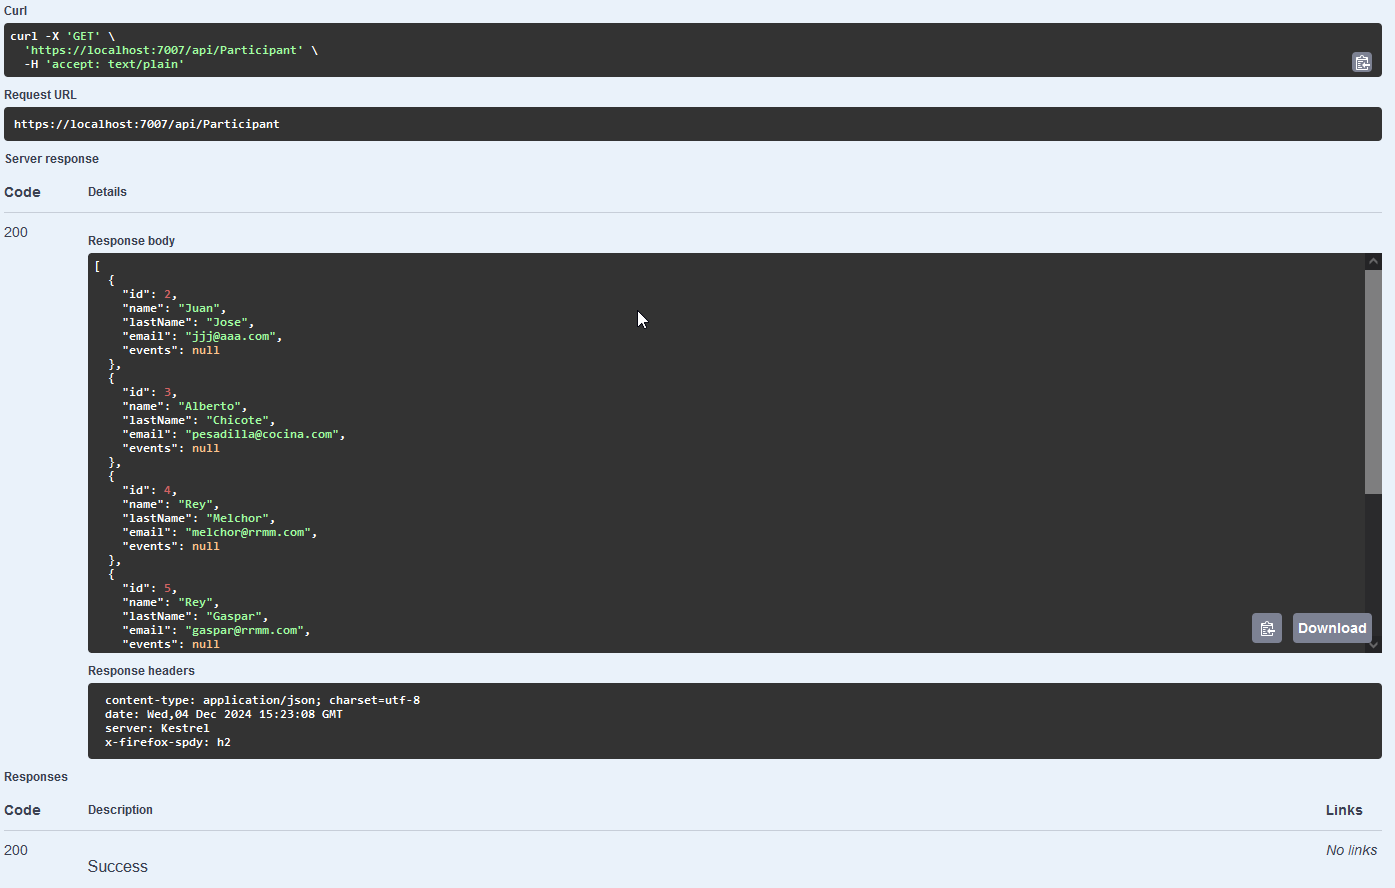 Curl
curl -X 'GET' \
  'https://localhost:7007/api/Participant' \
  -H 'accept: text/plain'
Request URL
https://localhost:7007/api/Participant
Server response
Code Details
200
Response body
[
  {
    "id": 2,
    "name": "Juan",
    "lastName": "Jose",
    "email": "jjj@aaa.com",
    "events": null
  },
  {
    "id": 3,
    "name": "Alberto",
    "lastName": "Chicote",
    "email": "pesadilla@cocina.com",
    "events": null
  },
  {
    "id": 4,
    "name": "Rey",
    "lastName": "Melchor",
    "email": "melchor@rrmm.com",
    "events": null
  },
  {
    "id": 5,
    "name": "Rey",
    "lastName": "Gaspar",
    "email": "gaspar@rrmm.com",
    "events": null
Download
Response headers
content-type: application/json; charset=utf-8
date: Wed,04 Dec 2024 15:23:08 GMT
server: Kestrel
x-firefox-spdy: h2
Responses
Code Description Links
200 No links
Success